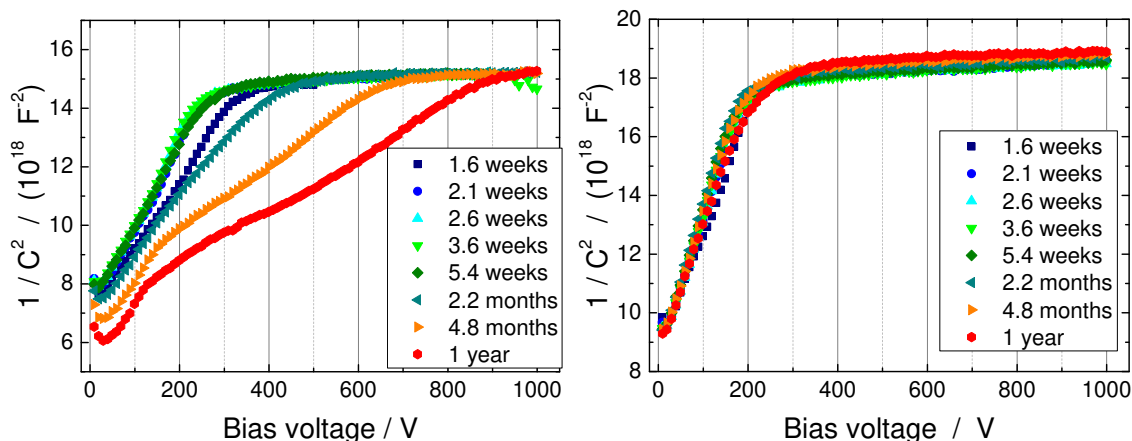 16
14
12
10
8
6
1 / C² / (10¹⁸ F⁻²)
0 200 400 600 800 1000
Bias voltage / V
1.6 weeks
2.1 weeks
2.6 weeks
3.6 weeks
5.4 weeks
2.2 months
4.8 months
1 year
20
18
16
14
12
10
8
1 / C² / (10¹⁸ F⁻²)
0 200 400 600 800 1000
Bias voltage / V
1.6 weeks
2.1 weeks
2.6 weeks
3.6 weeks
5.4 weeks
2.2 months
4.8 months
1 year